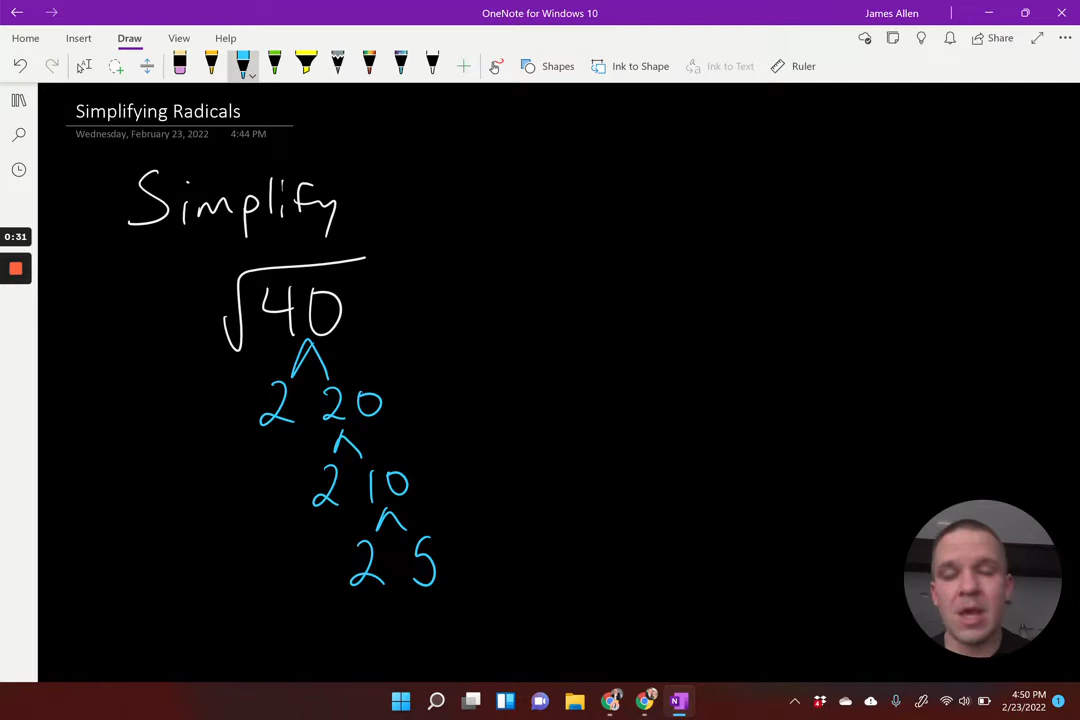 OneNote for Windows 10
James Allen
Home Insert Draw View Help
Share
Ink to Shape
Shapes
Ink to Text
Ruler
Simplifying Radicals
Wednesday, February 23, 2022 4:44 PM
0:31
Simplify
√40
2 20
2 10
2 5
4:50 PM
2/23/2022
1